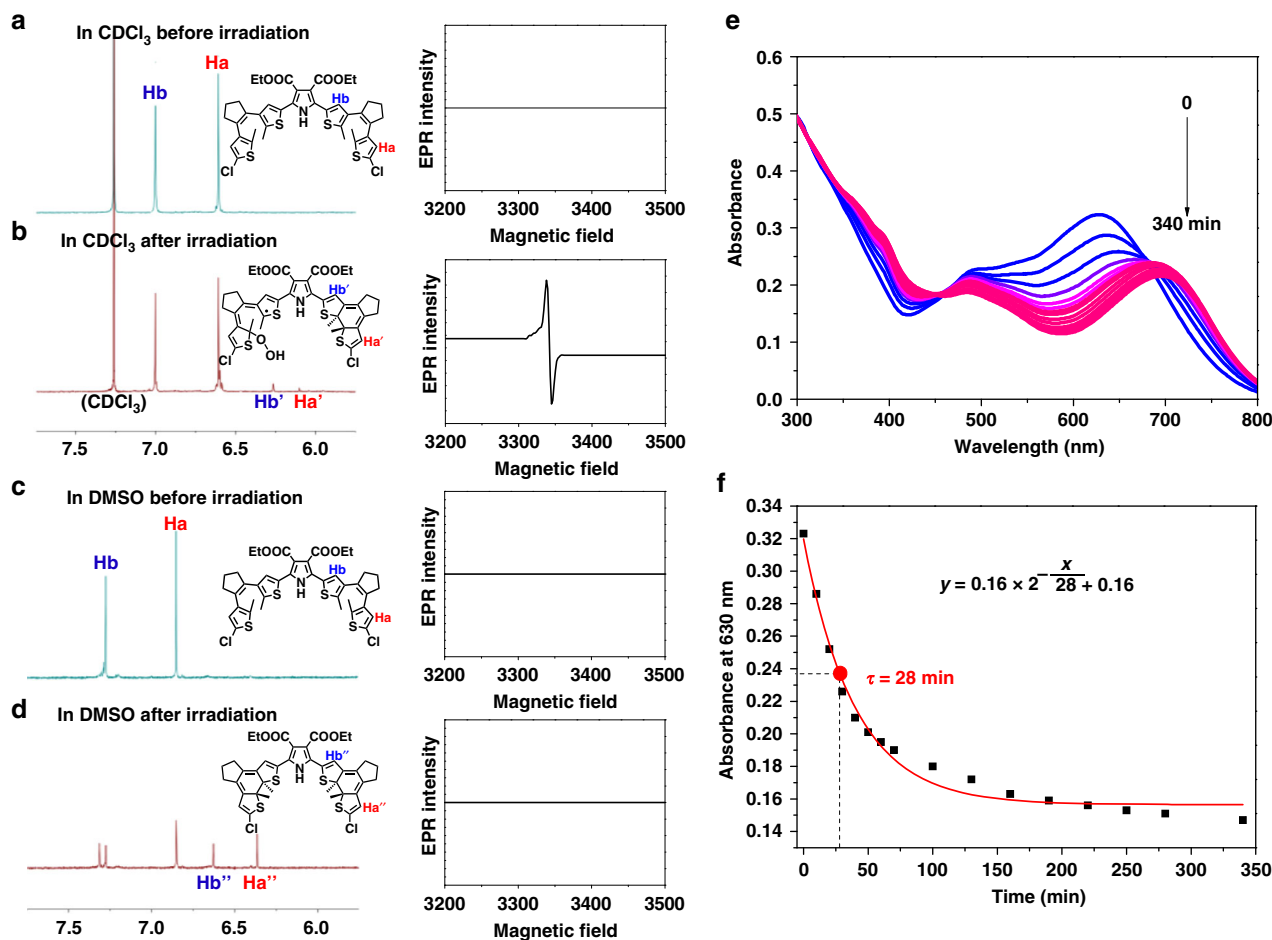 a
In CDCl3 before irradiation
Ha
Hb
EtOOC COOEt
Hb
S N H S
S S
Ha
Cl Cl
EPR intensity
3200 3300 3400 3500
Magnetic field
b
In CDCl3 after irradiation
EtOOC COOEt
Hb′
S N H S
S O OH S
Ha′
Cl Cl
(CDCl3)
Hb’ Ha’
7.5 7.0 6.5 6.0
EPR intensity
3200 3300 3400 3500
Magnetic field
c
In DMSO before irradiation
Ha
Hb
EtOOC COOEt
Hb
S N H S
S S
Ha
Cl Cl
EPR intensity
3200 3300 3400 3500
Magnetic field
d
In DMSO after irradiation
EtOOC COOEt
Hb″
S N H S
S S
Ha″
Cl Cl
Hb’’ Ha’’
7.5 7.0 6.5 6.0
EPR intensity
3200 3300 3400 3500
Magnetic field
e
0.6
0.5
0.4
0.3
0.2
0.1
0.0
Absorbance
0
340 min
300 400 500 600 700 800
Wavelength (nm)
f
0.34
0.32
0.30
0.28
0.26
0.24
0.22
0.20
0.18
0.16
0.14
Absorbance at 630 nm
y = 0.16 × 2^(−x/28) + 0.16
τ = 28 min
0 50 100 150 200 250 300 350
Time (min)